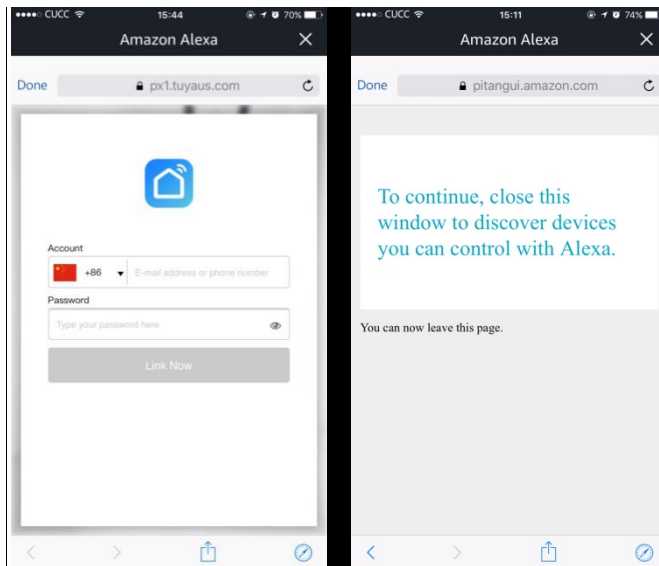 CUCC 15:44 70%
Amazon Alexa
Done px1.tuyaus.com
Account
+86 E-mail address or phone number
Password
Type your password here
Link Now
CUCC 15:11 74%
Amazon Alexa
Done pitangui.amazon.com
To continue, close this
window to discover devices
you can control with Alexa.
You can now leave this page.